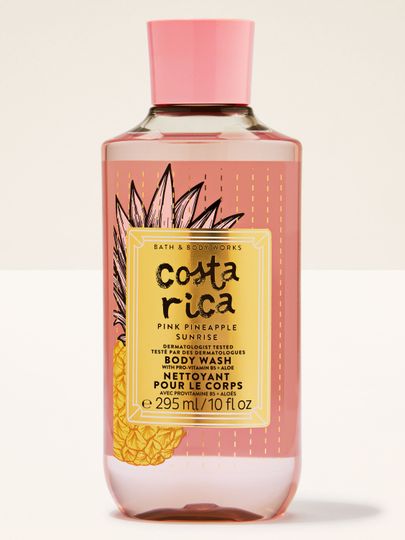 BATH & BODY WORKS
costa
rica
PINK PINEAPPLE
SUNRISE
DERMATOLOGIST TESTED
TESTÉ PAR DES DERMATOLOGUES
BODY WASH
WITH PRO-VITAMIN B5 + ALOE
NETTOYANT
POUR LE CORPS
AVEC PROVITAMINE B5 + ALOÈS
e 295 ml/10 fl oz